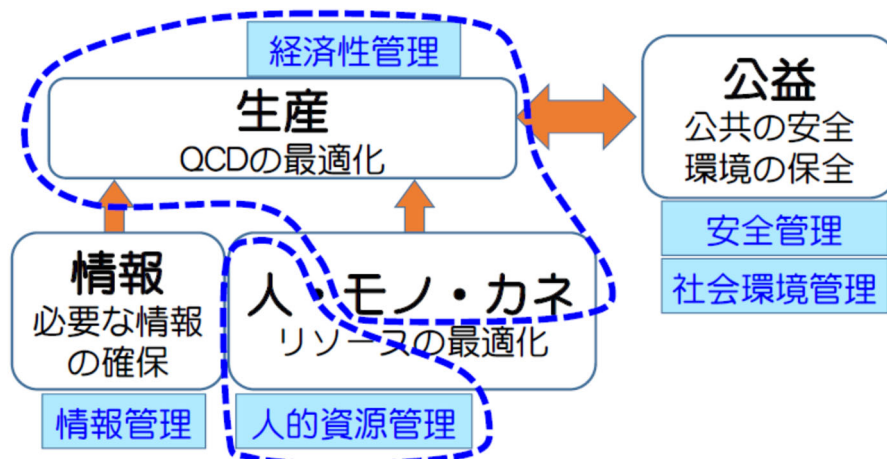 経済性管理
生産
QCDの最適化
公益
公共の安全
環境の保全
安全管理
社会環境管理
情報
必要な情報
の確保
情報管理
人・モノ・カネ
リソースの最適化
人的資源管理